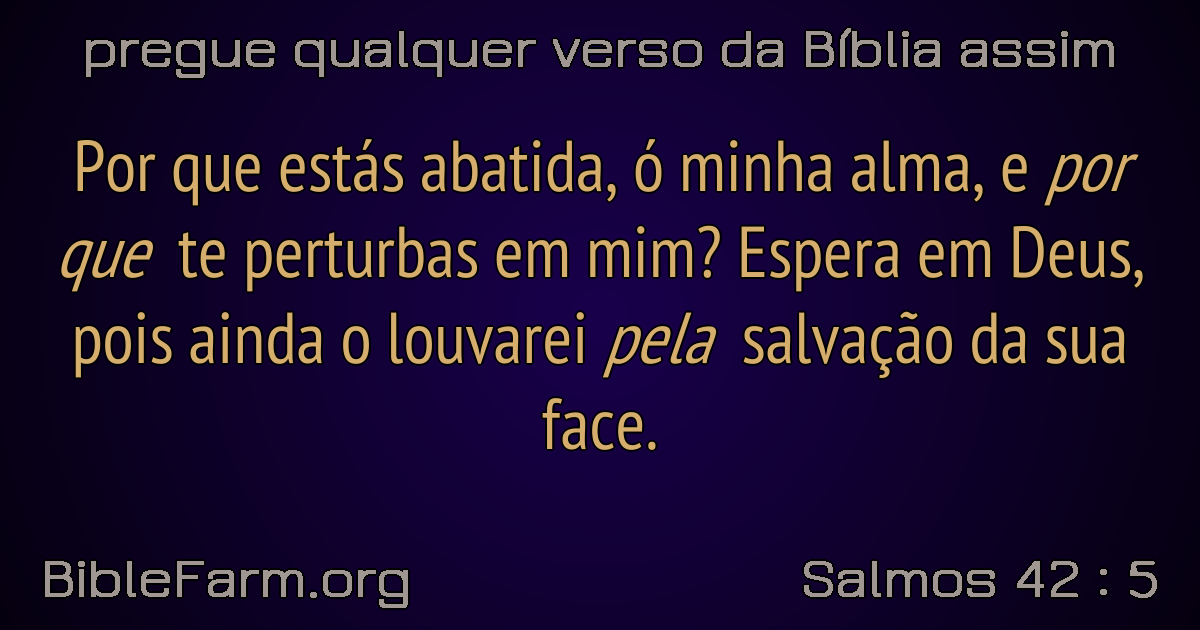 pregue qualquer verso da Bíblia assim
Por que estás abatida, ó minha alma, e por
que te perturbas em mim? Espera em Deus,
pois ainda o louvarei pela salvação da sua
face.
BibleFarm.org
Salmos 42 : 5